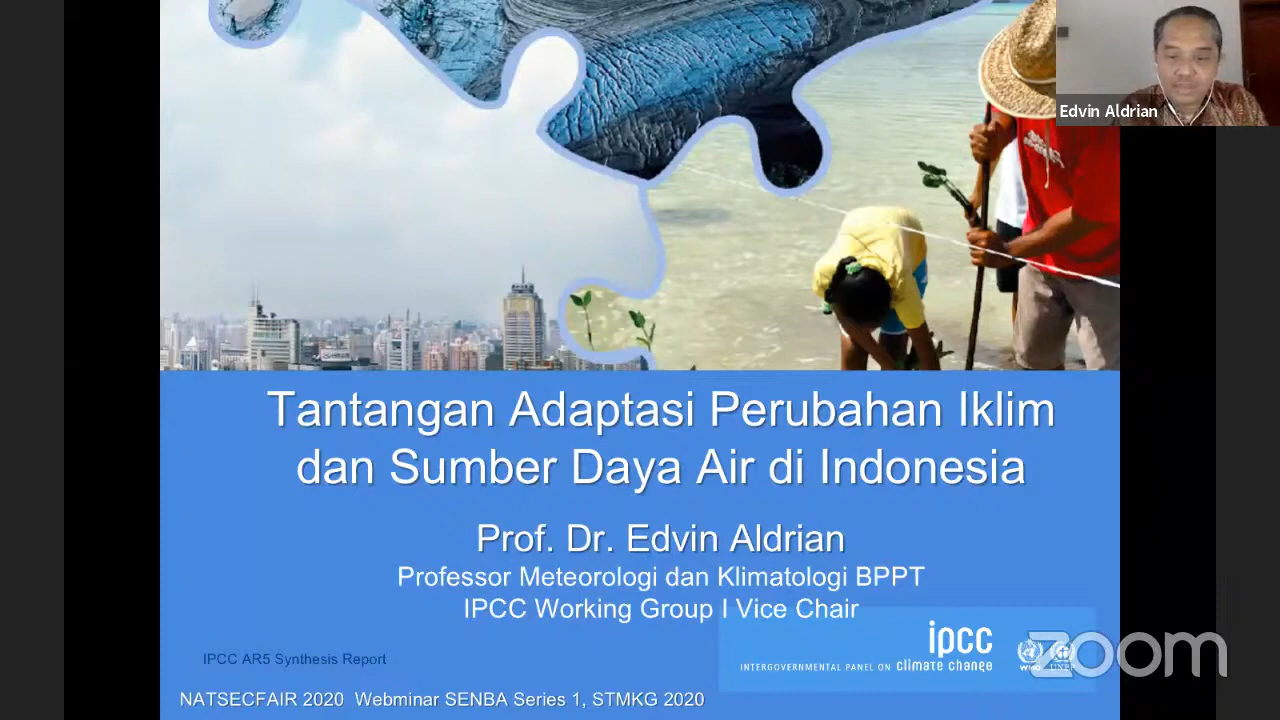 Edvin Aldrian
Tantangan Adaptasi Perubahan Iklim
dan Sumber Daya Air di Indonesia
Prof. Dr. Edvin Aldrian
Professor Meteorologi dan Klimatologi BPPT
IPCC Working Group I Vice Chair
ipcc
INTERGOVERNMENTAL PANEL ON climate change
WMO UNEP
zoom
IPCC AR5 Synthesis Report
NATSECFAIR 2020 Webminar SENBA Series 1, STMKG 2020